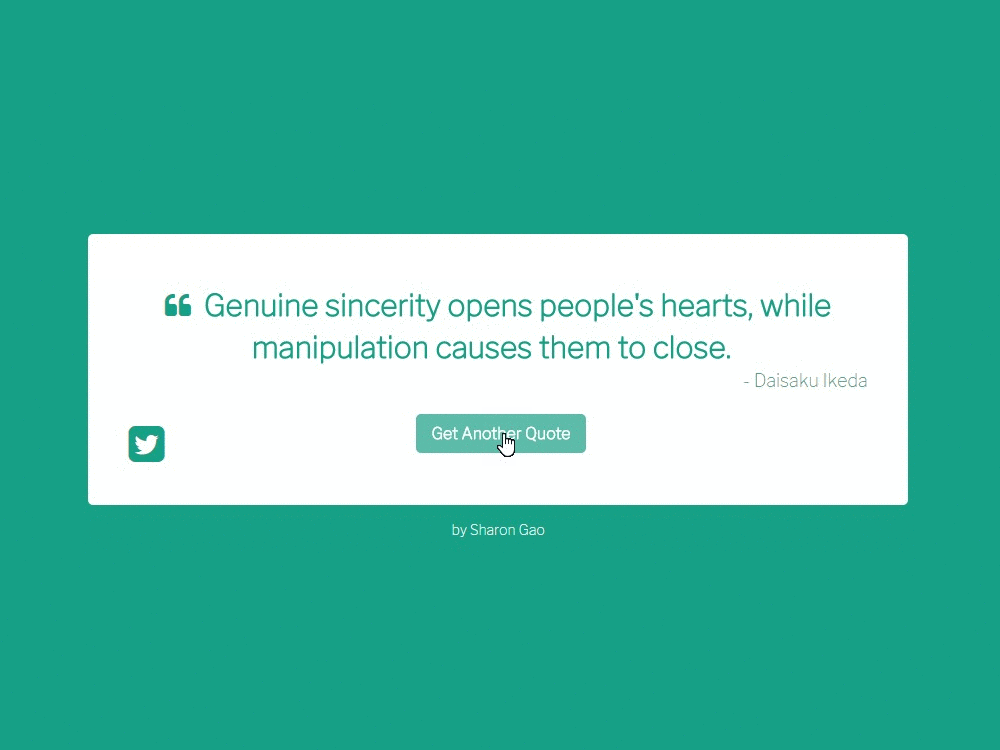 Genuine sincerity opens people's hearts, while
manipulation causes them to close.
- Daisaku Ikeda
Get Another Quote
by Sharon Gao